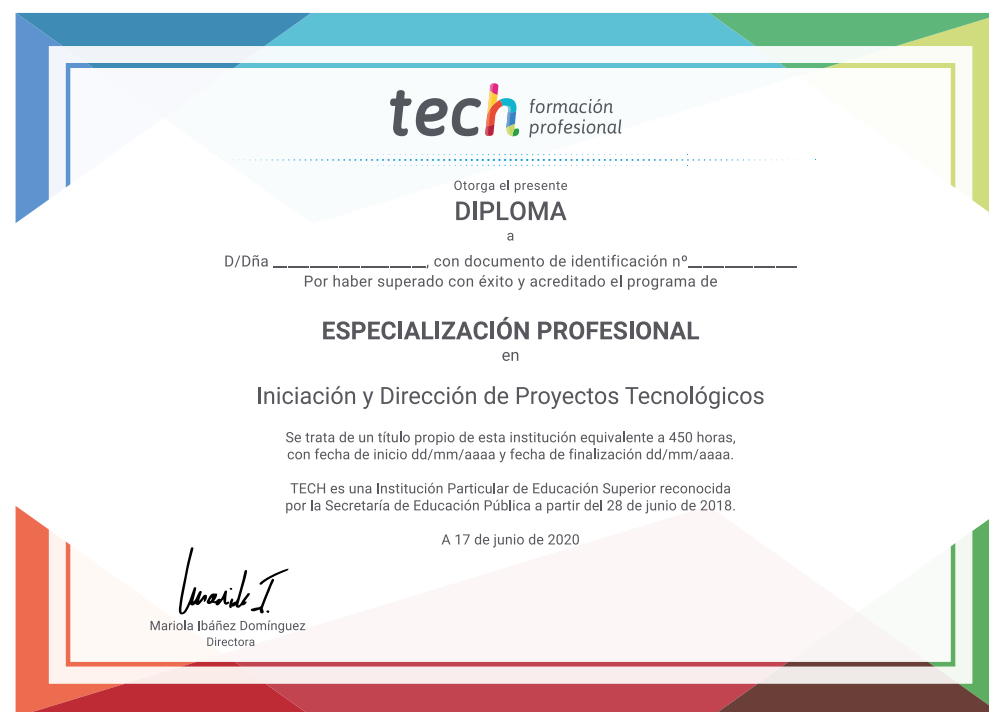 tech formación
profesional
Otorga el presente
DIPLOMA
a
D/Dña ____________________, con documento de identificación nº______________
Por haber superado con éxito y acreditado el programa de
ESPECIALIZACIÓN PROFESIONAL
en
Iniciación y Dirección de Proyectos Tecnológicos
Se trata de un título propio de esta institución equivalente a 450 horas,
con fecha de inicio dd/mm/aaaa y fecha de finalización dd/mm/aaaa.
TECH es una Institución Particular de Educación Superior reconocida
por la Secretaría de Educación Pública a partir del 28 de junio de 2018.
A 17 de junio de 2020
Mariola Ibáñez Domínguez
Directora